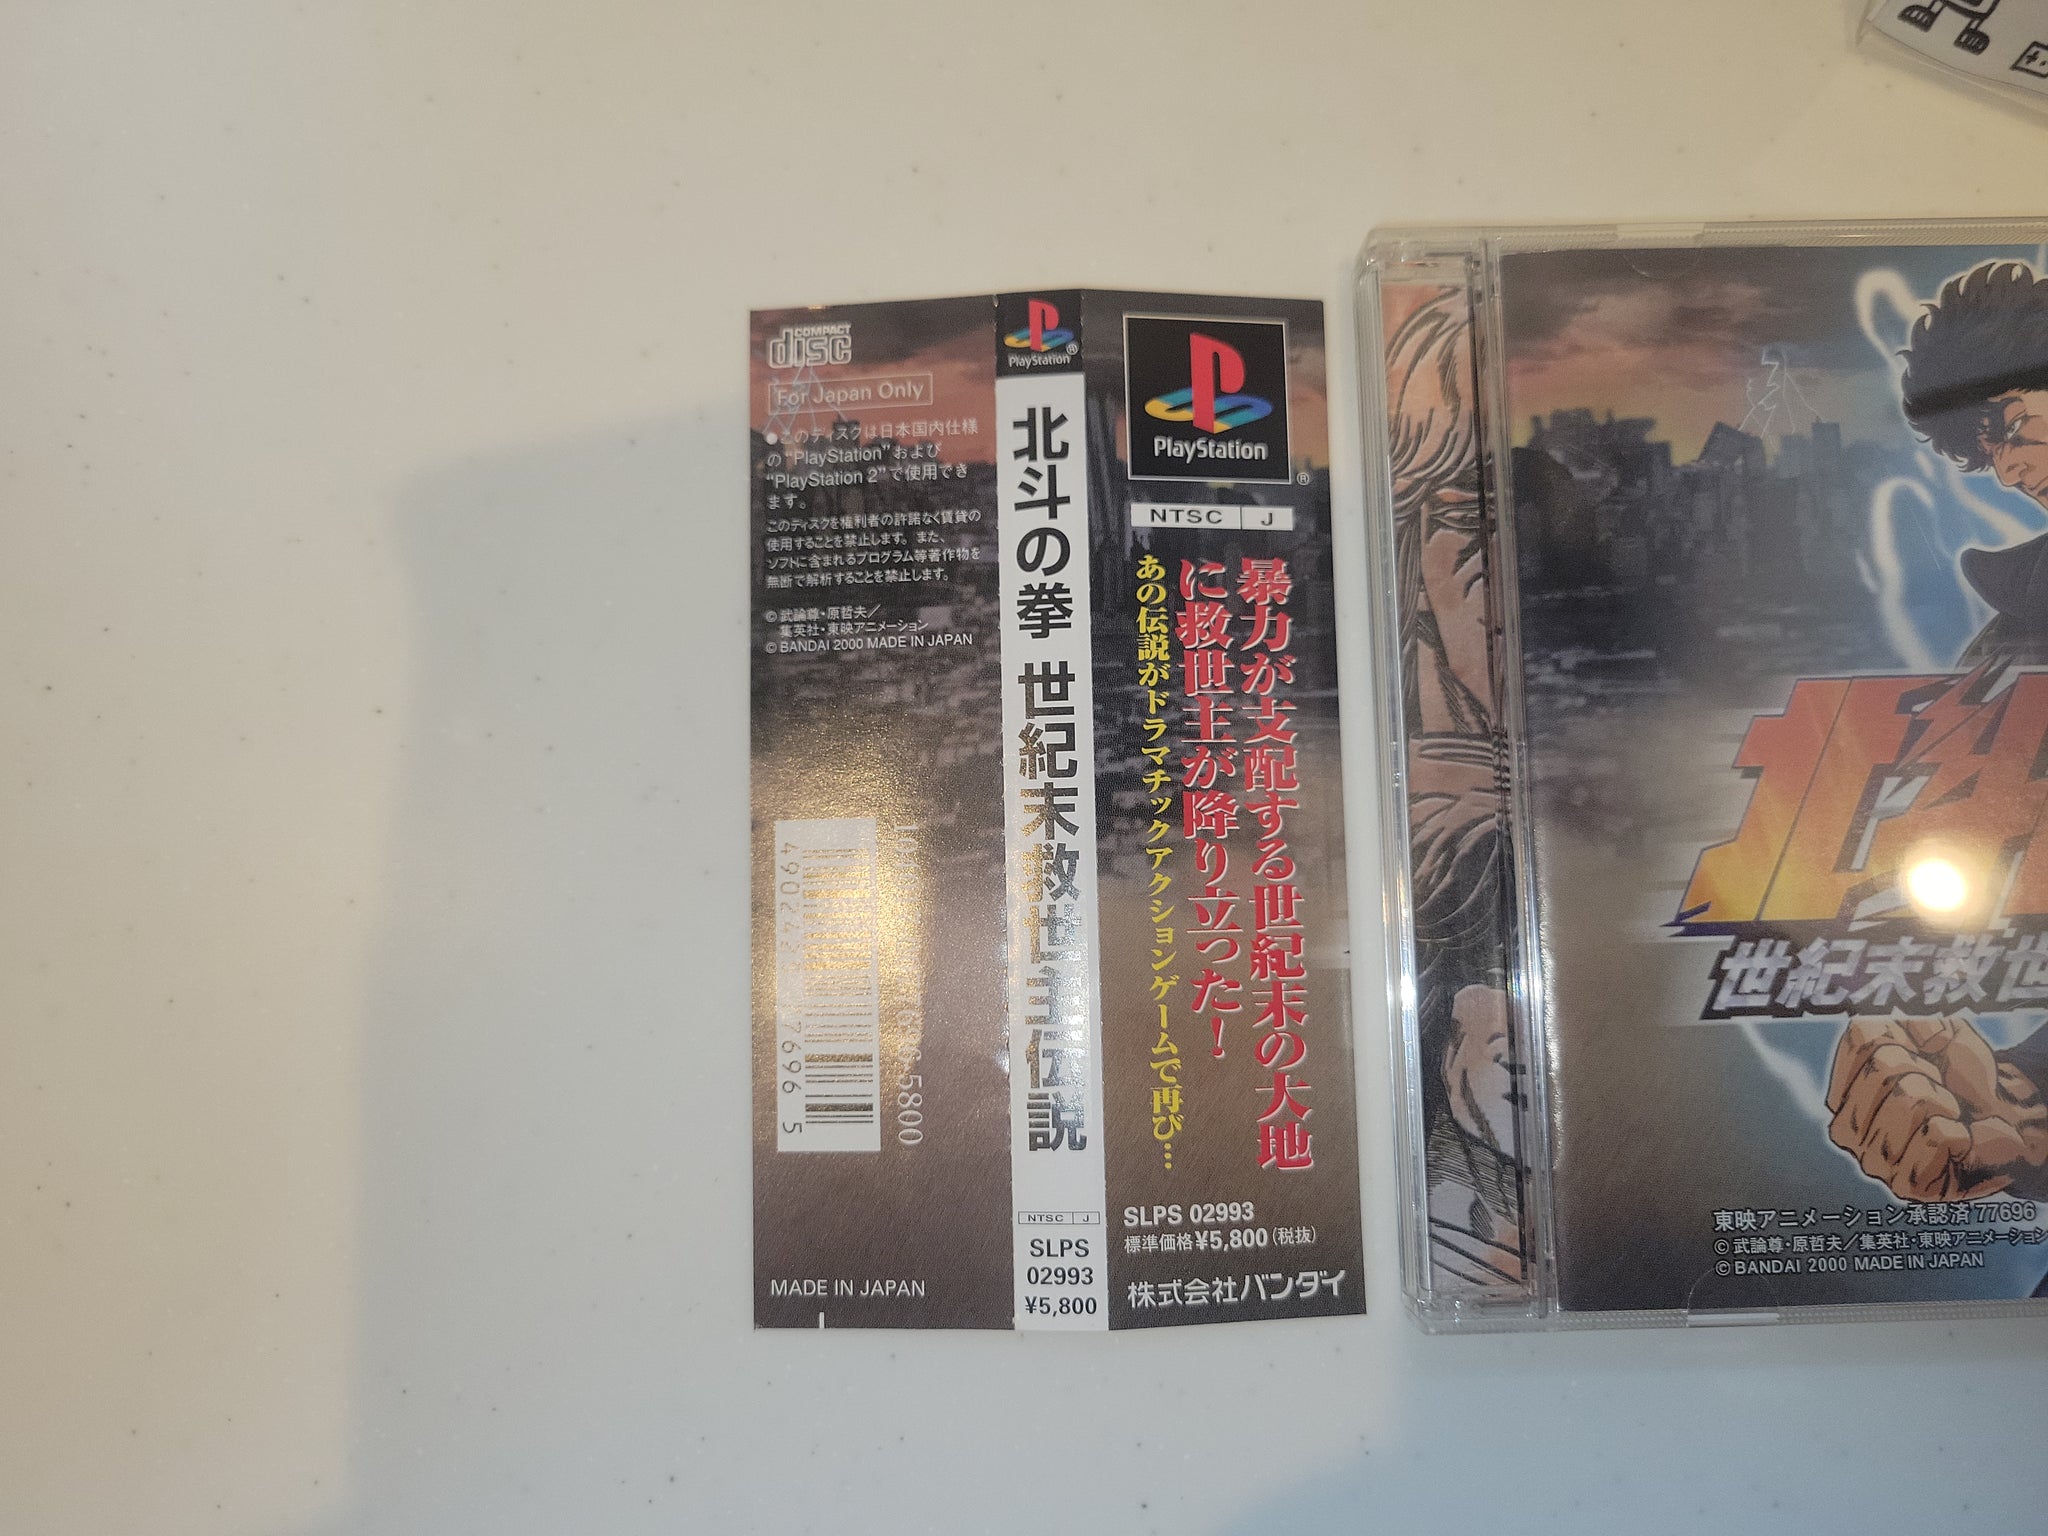 COMPACT
disc
For Japan Only
●このディスクは日本国内仕様
の“PlayStation”および
“PlayStation 2”で使用でき
ます。
このディスクを権利者の許諾なく賃貸の
使用することを禁止します。また、
ソフトに含まれるプログラム等著作物を
無断で解析することを禁止します。
© 武論尊・原哲夫／
集英社・東映アニメーション
© BANDAI 2000 MADE IN JAPAN
5800
MADE IN JAPAN
PlayStation®
北斗の拳 世紀末救世主伝説
NTSC J
SLPS
02993
¥5,800
PlayStation
®
NTSC J
暴力が支配する世紀末の大地
に救世主が降り立った！
あの伝説がドラマチックアクションゲームで再び…
SLPS 02993
標準価格¥5,800（税抜）
株式会社バンダイ
北斗
世紀末救世
東映アニメーション承認済77696
© 武論尊・原哲夫／集英社・東映アニメーション
© BANDAI 2000 MADE IN JAPAN